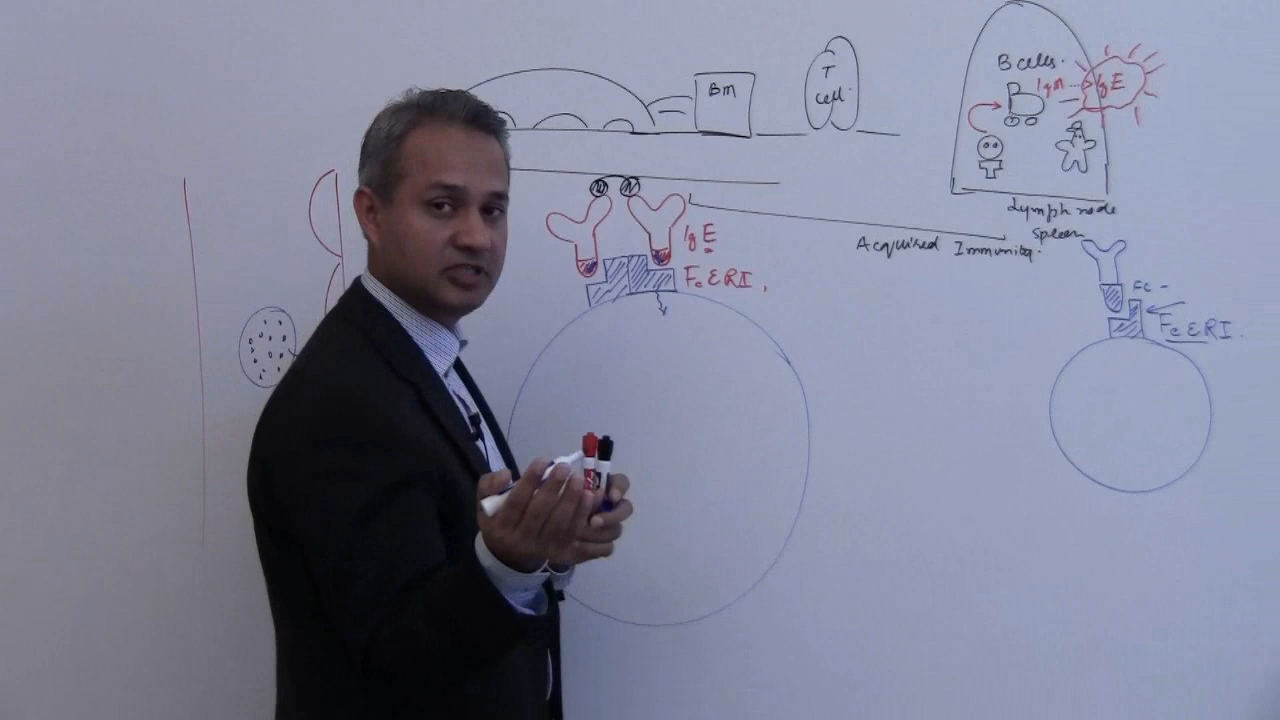 BM
T
cell.
B cells.
IgM ---> IgE
Lymph node
Spleen
Acquired Immunity.
IgE
FcεRI.
FC -
FcεRI.